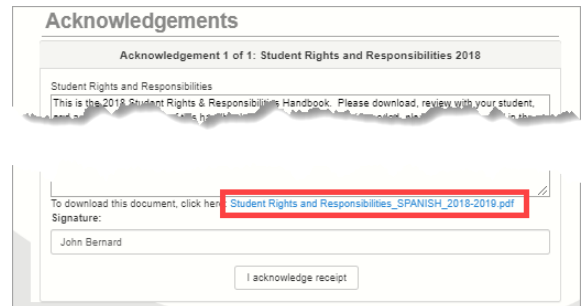 Acknowledgements
Acknowledgement 1 of 1: Student Rights and Responsibilities 2018
Student Rights and Responsibilities
This is the 2018 Student Rights & Responsibilities Handbook. Please download, review with your student,
To download this document, click here: Student Rights and Responsibilities_SPANISH_2018-2019.pdf
Signature:
John Bernard
I acknowledge receipt